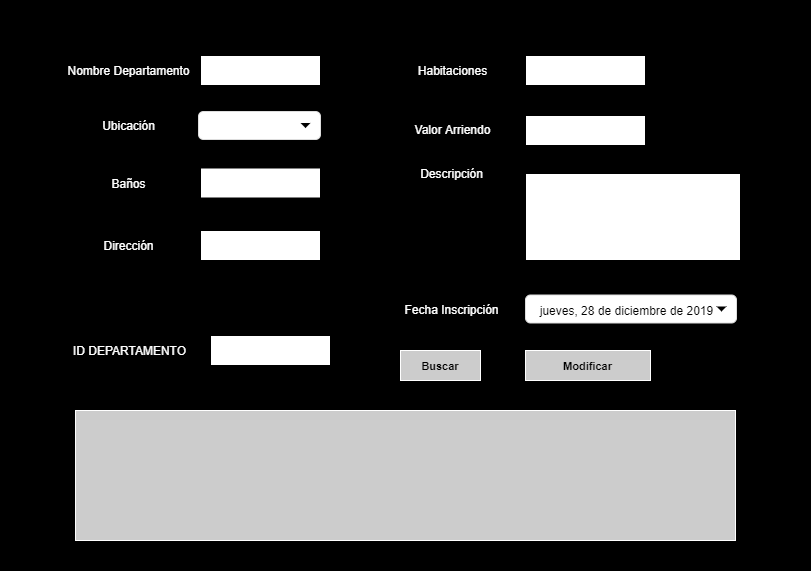 Nombre Departamento
Habitaciones
Ubicación
Valor Arriendo
Baños
Descripción
Dirección
Fecha Inscripción
jueves, 28 de diciembre de 2019
ID DEPARTAMENTO
Buscar
Modificar